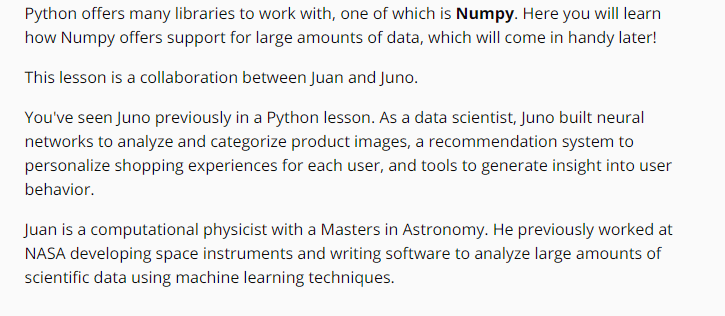 Python offers many libraries to work with, one of which is Numpy. Here you will learn
how Numpy offers support for large amounts of data, which will come in handy later!
This lesson is a collaboration between Juan and Juno.
You've seen Juno previously in a Python lesson. As a data scientist, Juno built neural
networks to analyze and categorize product images, a recommendation system to
personalize shopping experiences for each user, and tools to generate insight into user
behavior.
Juan is a computational physicist with a Masters in Astronomy. He previously worked at
NASA developing space instruments and writing software to analyze large amounts of
scientific data using machine learning techniques.